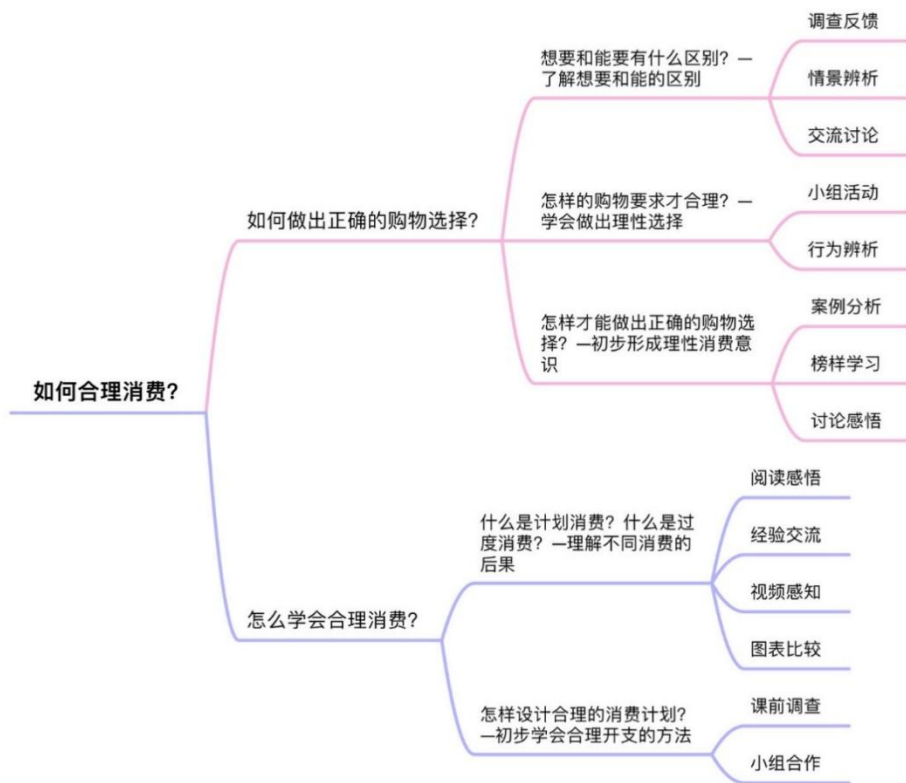 如何合理消费？
如何做出正确的购物选择？
想要和能要有什么区别？—
了解想要和能的区别
调查反馈
情景辨析
交流讨论
怎样的购物要求才合理？—
学会做出理性选择
小组活动
行为辨析
怎样才能做出正确的购物选
择？—初步形成理性消费意
识
案例分析
榜样学习
讨论感悟
怎么学会合理消费？
什么是计划消费？什么是过
度消费？—理解不同消费的
后果
阅读感悟
经验交流
视频感知
图表比较
怎样设计合理的消费计划？
—初步学会合理开支的方法
课前调查
小组合作